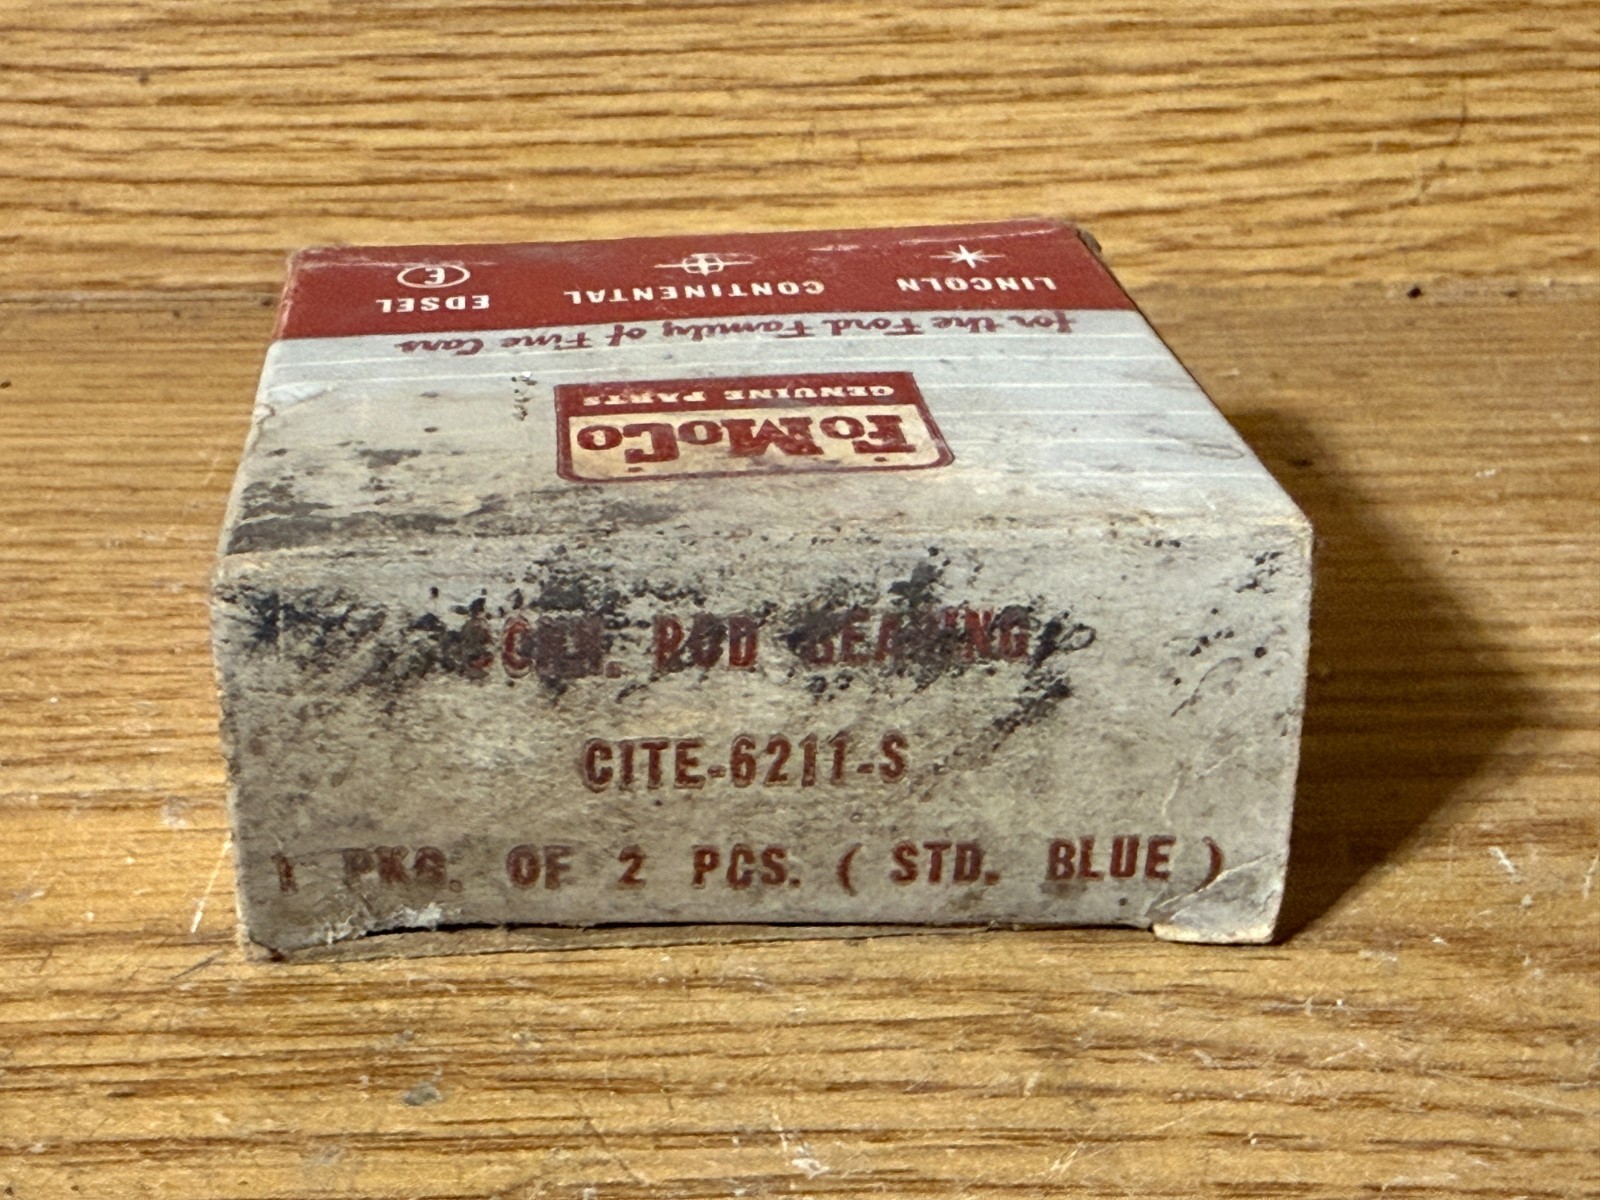 CONN. ROD BEARING
CITE-6211-S
1 PKG. OF 2 PCS. ( STD. BLUE )
FoMoCo
GENUINE PARTS
for the Ford Family of Fine Cars
LINCOLN CONTINENTAL EDSEL
E